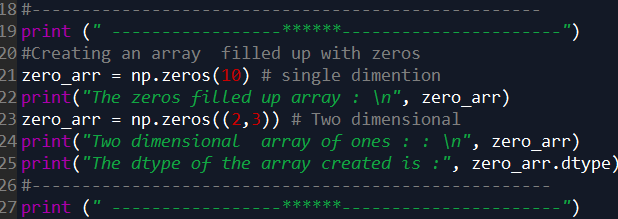 18 #---------------------------------------------------
19 print (" -----------------******----------------------")
20 #Creating an array  filled up with zeros
21 zero_arr = np.zeros(10) # single dimention
22 print("The zeros filled up array : \n", zero_arr)
23 zero_arr = np.zeros((2,3)) # Two dimensional
24 print("Two dimensional  array of ones : : \n", zero_arr)
25 print("The dtype of the array created is :", zero_arr.dtype)
26 #----------------------------------------------------
27 print (" -----------------******----------------------")